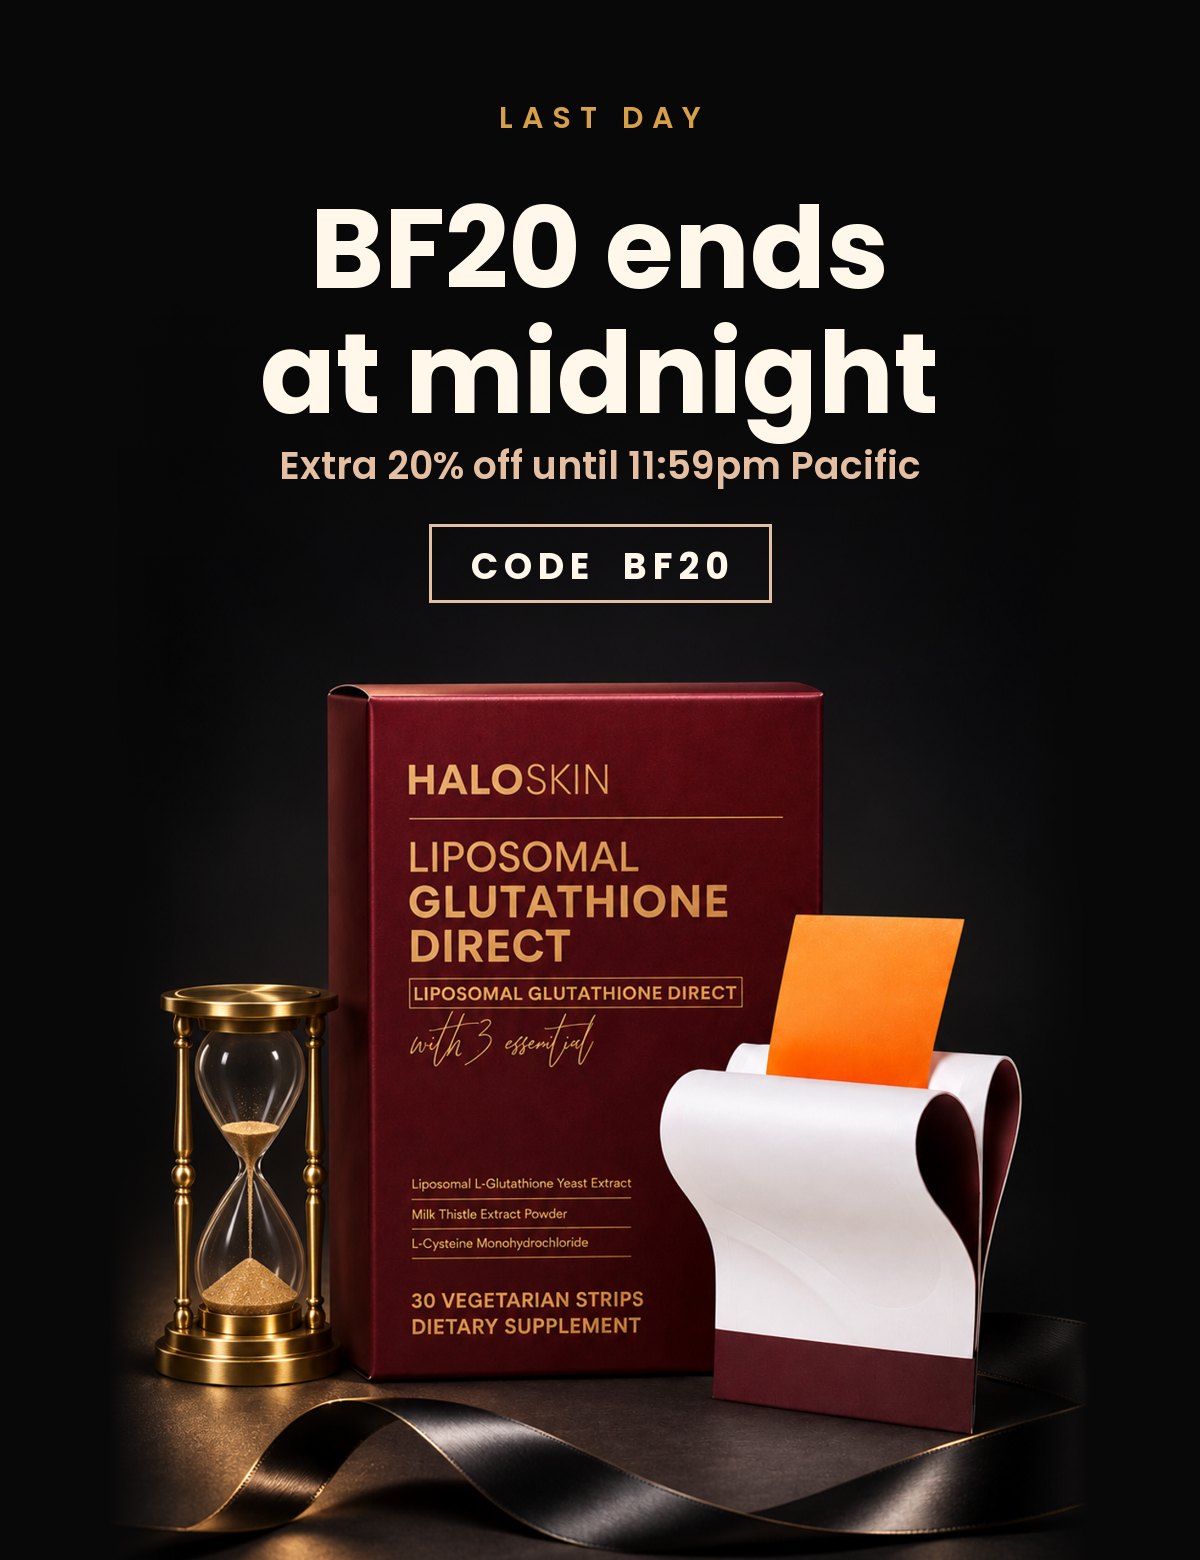 LAST DAY
BF20 ends
at midnight
Extra 20% off until 11:59pm Pacific
CODE BF20
HALOSKIN
LIPOSOMAL
GLUTATHIONE
DIRECT
LIPOSOMAL GLUTATHIONE DIRECT
with 3 essential
Liposomal L-Glutathione Yeast Extract
Milk Thistle Extract Powder
L-Cysteine Monohydrochloride
30 VEGETARIAN STRIPS
DIETARY SUPPLEMENT